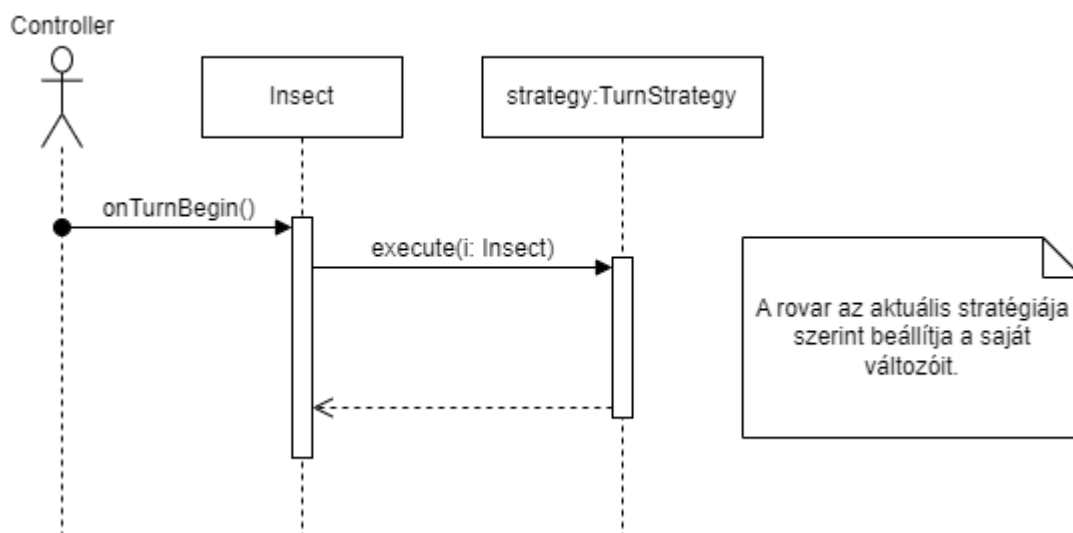 Controller
Insect
strategy:TurnStrategy
onTurnBegin()
execute(i: Insect)
A rovar az aktuális stratégiája
szerint beállítja a saját
változóit.